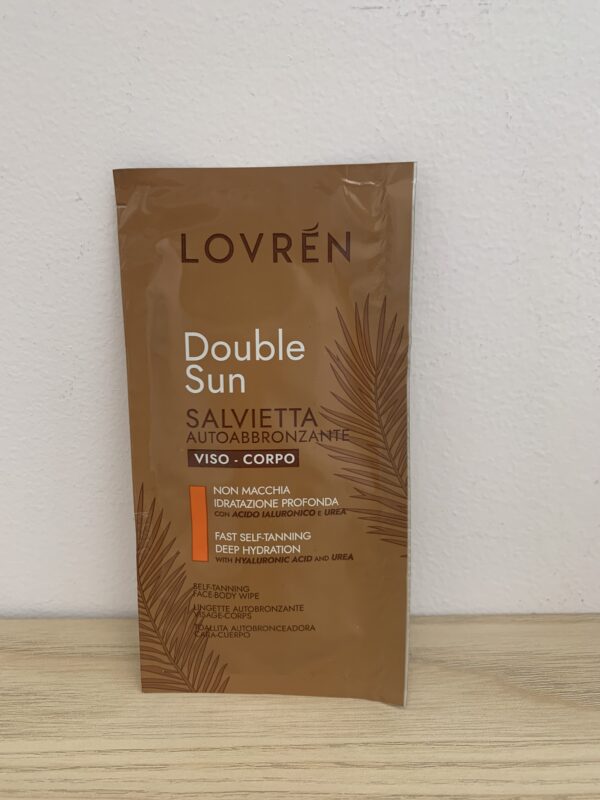 LOVRÉN
Double
Sun
SALVIETTA
AUTOABBRONZANTE
VISO - CORPO
NON MACCHIA
IDRATAZIONE PROFONDA
CON ACIDO IALURONICO E UREA
FAST SELF-TANNING
DEEP HYDRATION
WITH HYALURONIC ACID AND UREA
SELF-TANNING
FACE-BODY WIPE
LINGETTE AUTOBRONZANTE
VISAGE-CORPS
TOALLITA AUTOBRONCEADORA
CARA-CUERPO